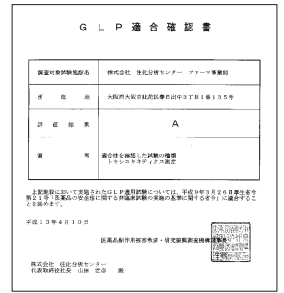 GLP適合確認書
調査対象試験施設名 株式会社 住化分析センター ファーマ事業部
所在地 大阪府大阪市此花区春日出中3丁目1番135号
評価結果 A
備考 適合性を確認した試験の種類
トキシコキネティクス測定
上記施設において実施されたGLP適用試験については、平成9年3月26日厚生省令
第21号「医薬品の安全性に関する非臨床試験の実施の基準に関する省令」に適合するこ
とを認めます。
平成13年4月10日
医薬品副作用被害救済・研究振興調査機構理事長
株式会社 住化分析センター
代表取締役社長 山 殿